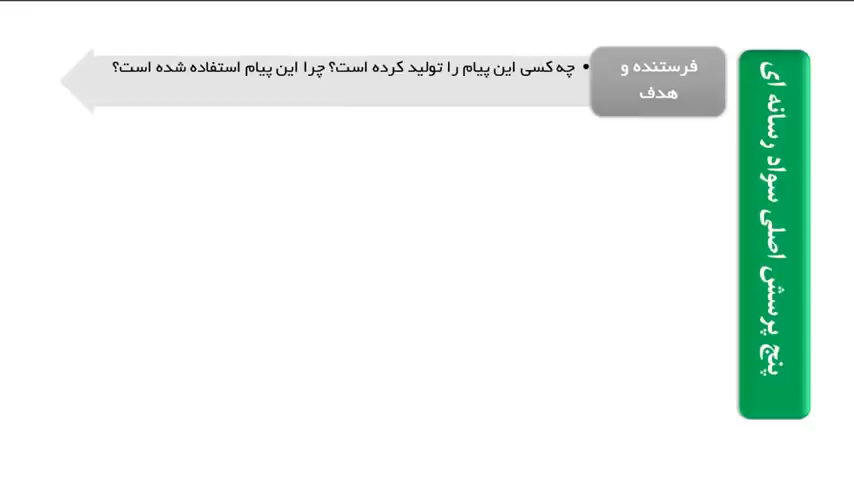 پنج پرسش اصلی سواد رسانه ای
فرستنده و
هدف
• چه کسی این پیام را تولید کرده است؟ چرا این پیام استفاده شده است؟